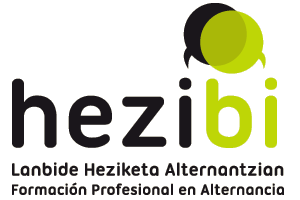 hezibi
Lanbide Heziketa Alternantzian
Formación Profesional en Alternancia